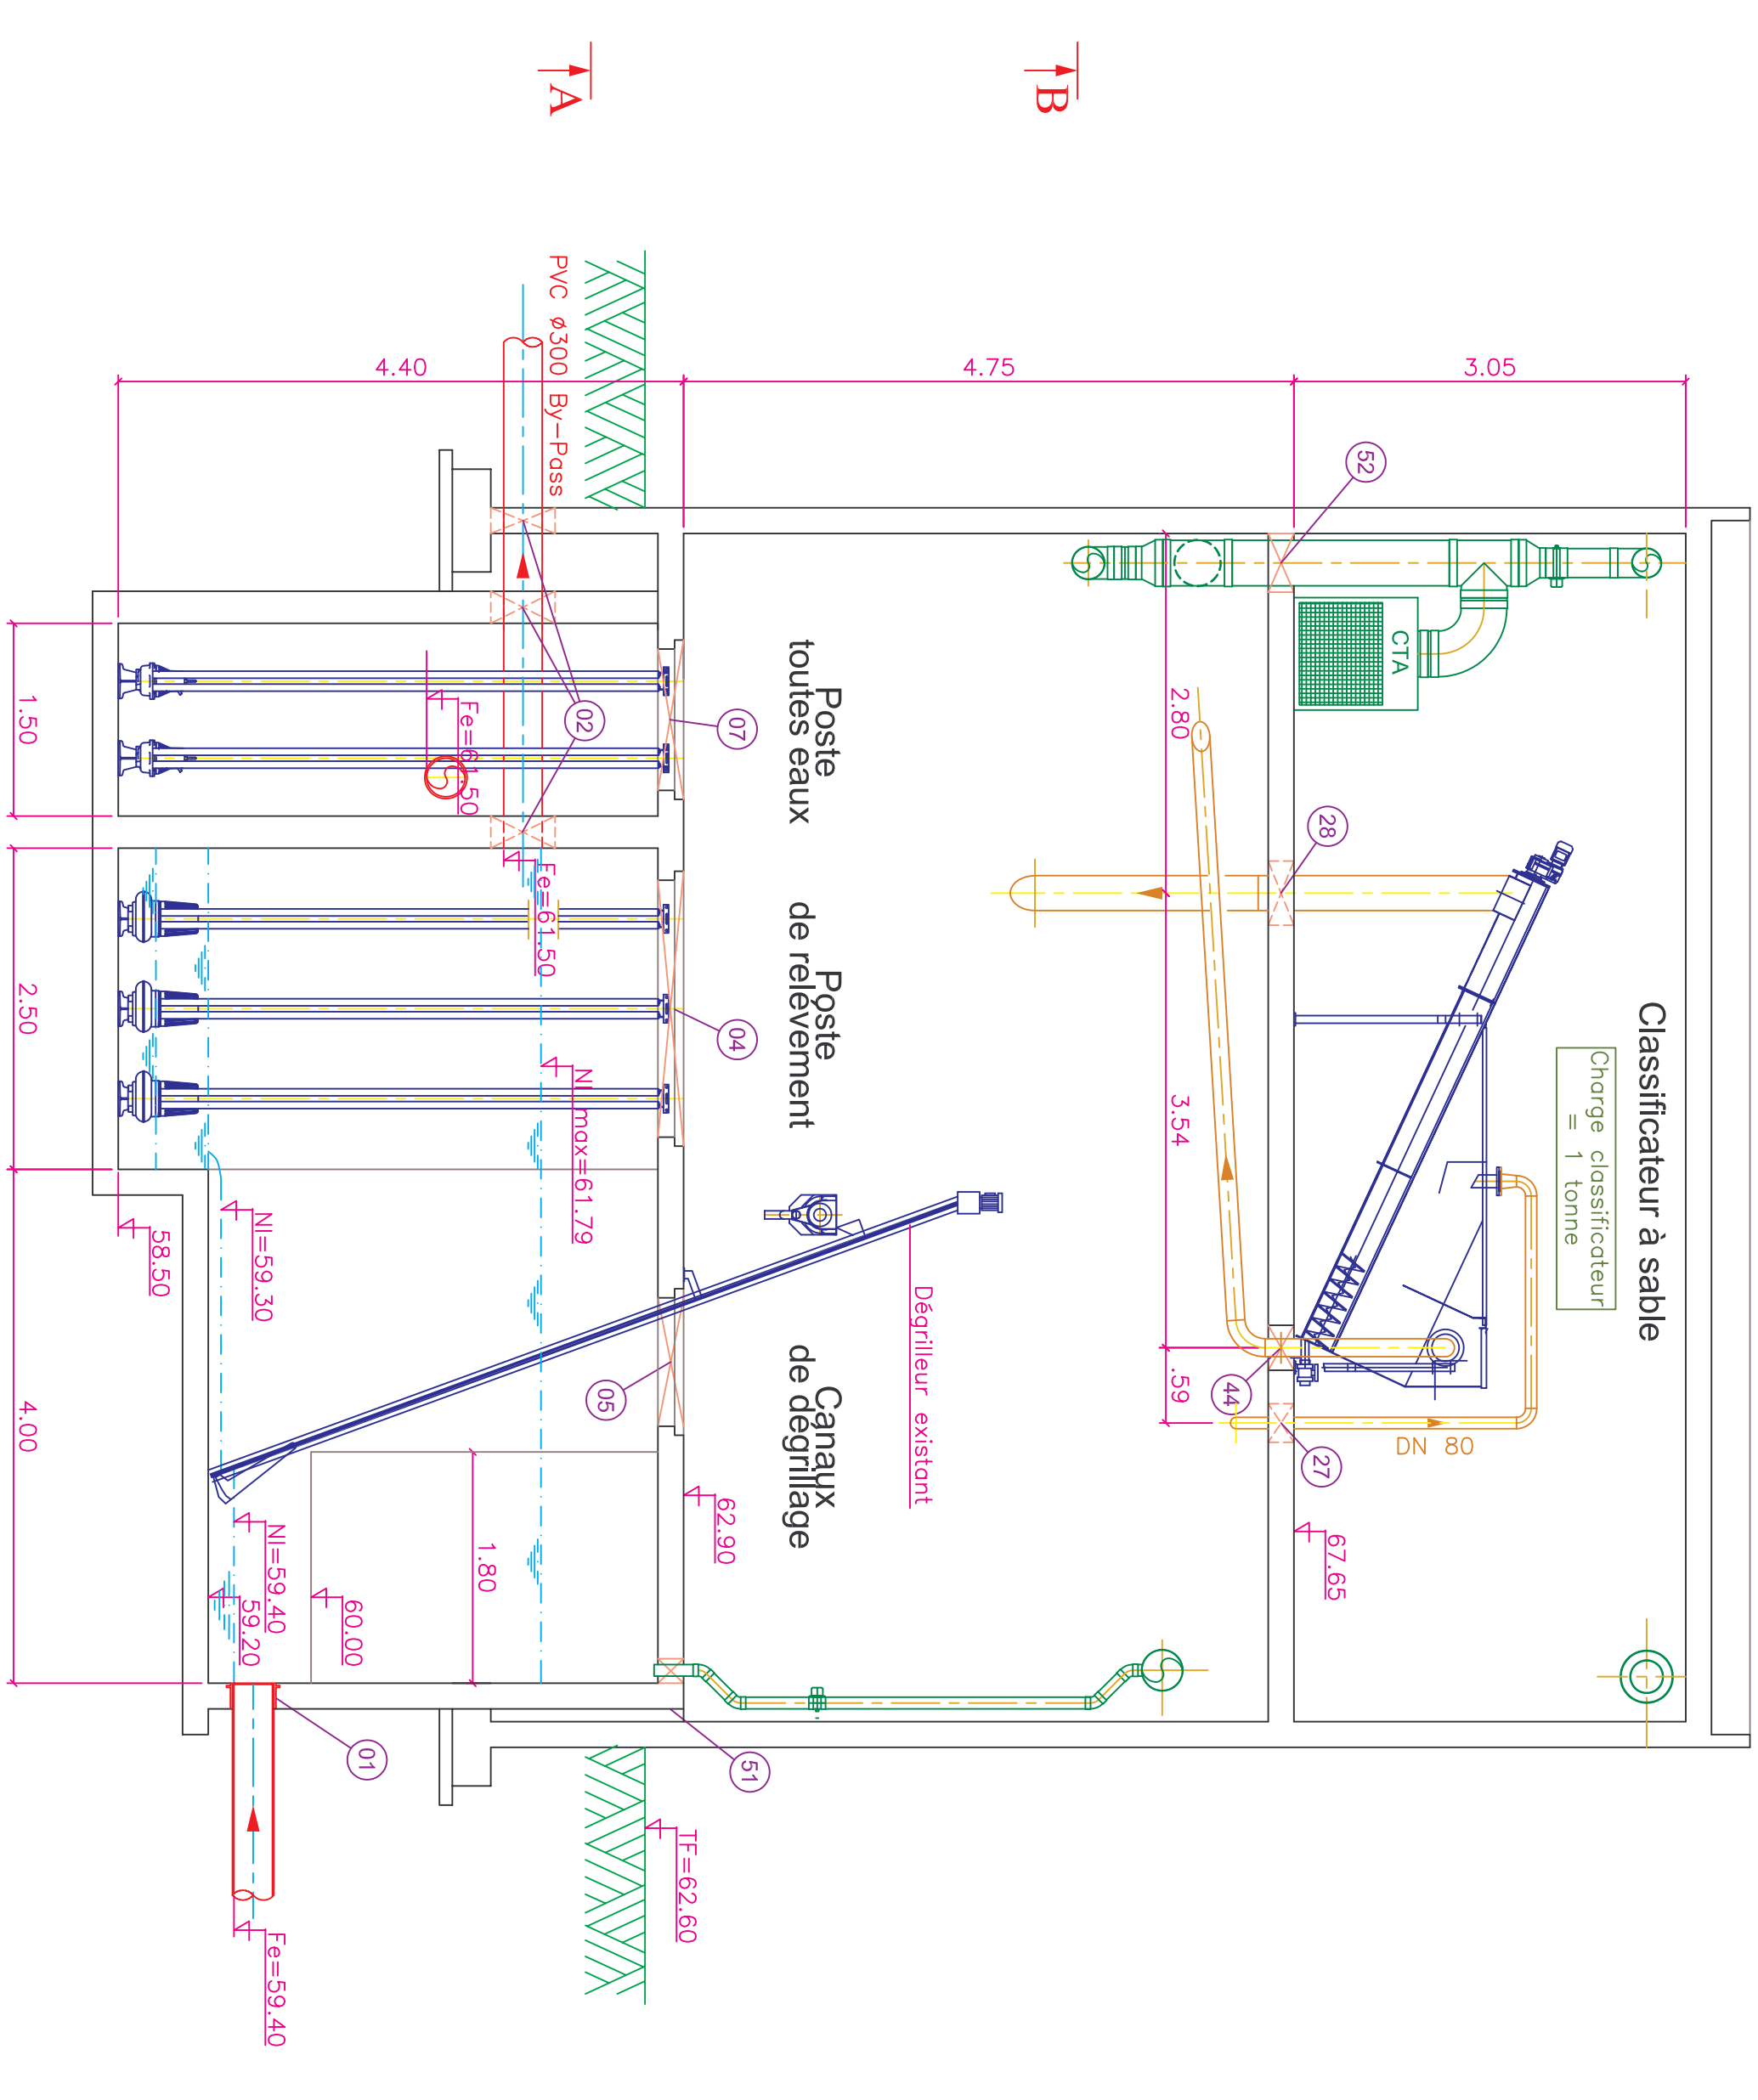 Classificateur à sable
Charge classificateur
= 1 tonne
3.05
4.75
4.40
52
CTA
28
DN 80
27
67.65
44
2.80
3.54
.59
B
A
Dégrilleur existant
Poste
toutes eaux
Poste
de relèvement
Canaux
de dégrillage
07
04
05
62.90
51
TF=62.60
PVC ø300 By-Pass
02
Fe=61.50
Fe=61.50
NI max=61.79
1.80
60.00
NI=59.40
59.20
NI=59.30
58.50
01
Fe=59.40
1.50
2.50
4.00